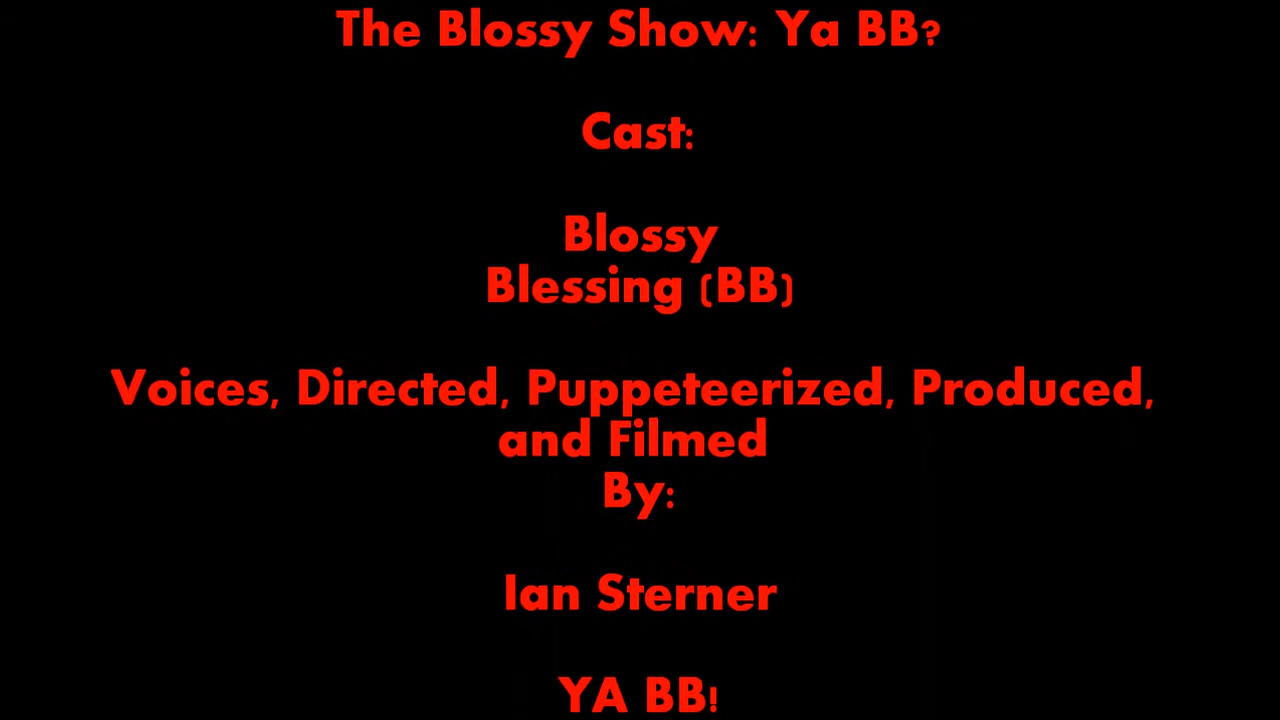 The Blossy Show: Ya BB?
Cast:
Blossy
Blessing (BB)
Voices, Directed, Puppeteerized, Produced,
and Filmed
By:
Ian Sterner
YA BB!